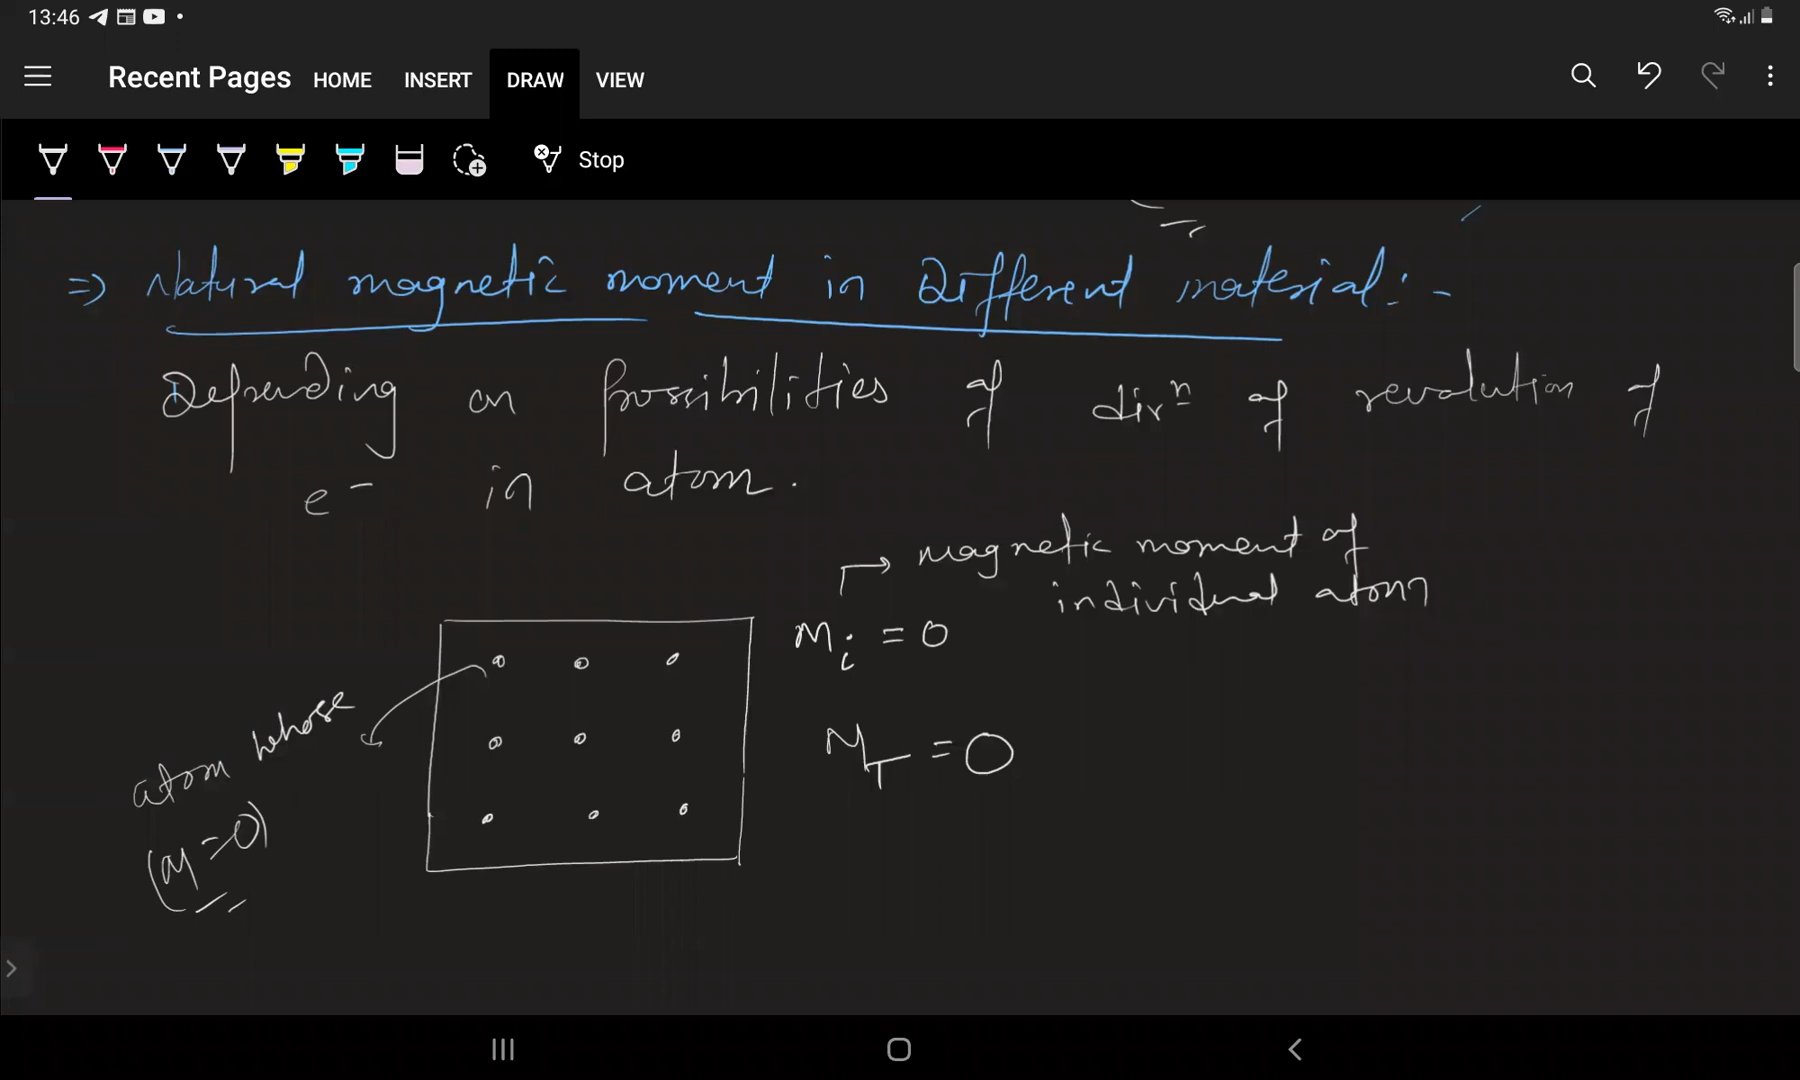 13:46
Recent Pages HOME INSERT DRAW VIEW
Stop
=> Natural magnetic moment in Different material :-
Depending on possibilities of dirⁿ of revolution of
e⁻ in atom.
→ magnetic moment of
individual atom
Mᵢ = 0
atom whose
(M=0)
M_T = 0